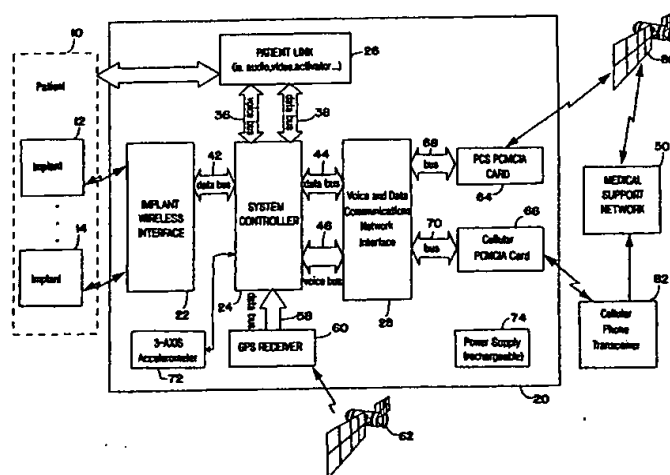 10
Patient
12
Implant
14
Implant
PATIENT LINK
(ie. audio,video,activator...)
26
36
voice bus
data bus
38
IMPLANT
WIRELESS
INTERFACE
22
42
data bus
SYSTEM
CONTROLLER
24
44
data bus
46
voice bus
Voice and Data
Communications
Network
Interface
28
68
bus
PCS PCMCIA
CARD
64
70
bus
66
Cellular
PCMCIA Card
3-AXIS
Accelerometer
72
data bus
58
60
GPS RECEIVER
62
74
Power Supply
(rechargeable)
20
80
50
MEDICAL
SUPPORT
NETWORK
82
Cellular
Phone
Transceiver